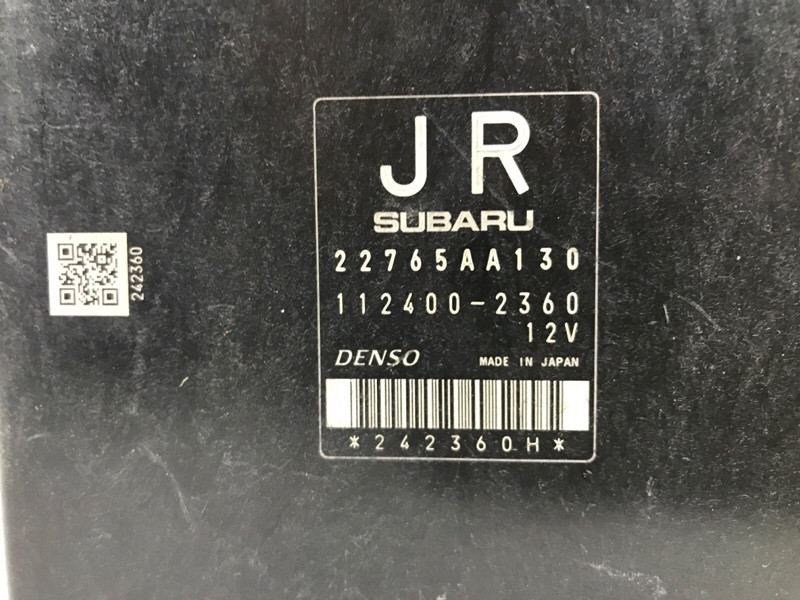 JR
SUBARU
22765AA130
112400-2360
12V
DENSO MADE IN JAPAN
*242360H*
242360